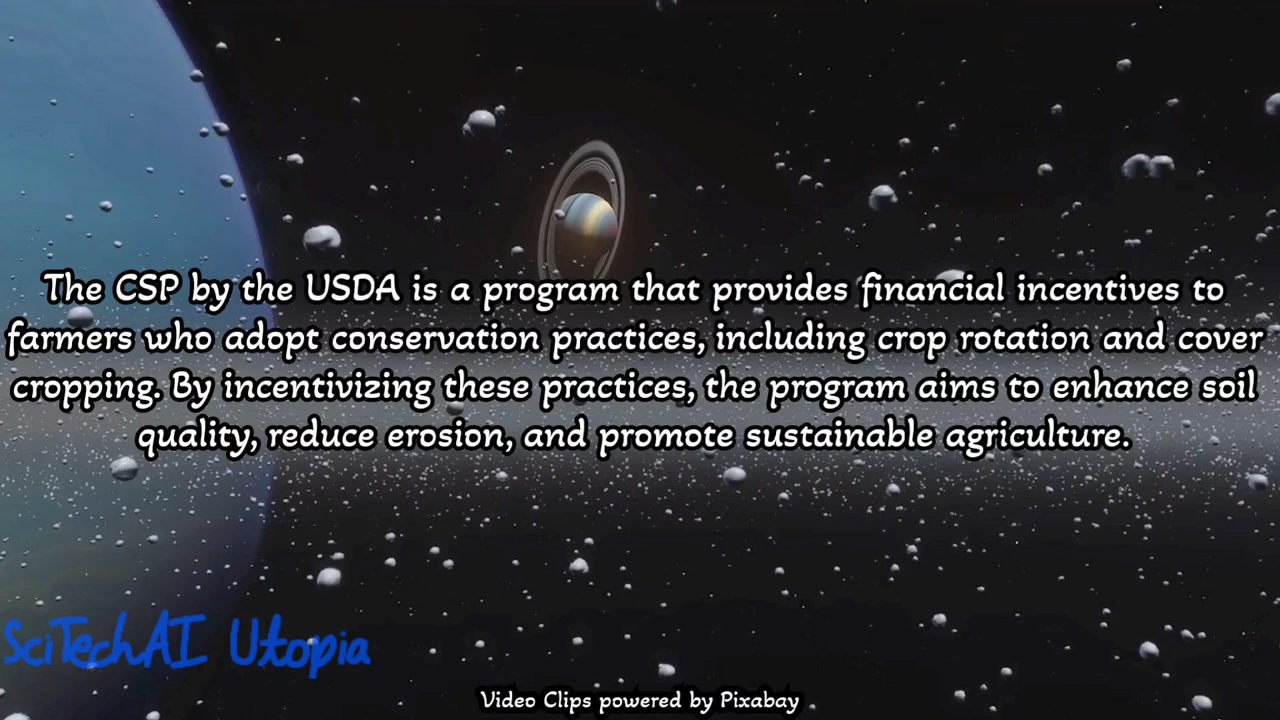 The CSP by the USDA is a program that provides financial incentives to
farmers who adopt conservation practices, including crop rotation and cover
cropping. By incentivizing these practices, the program aims to enhance soil
quality, reduce erosion, and promote sustainable agriculture.
SciTechAI Utopia
Video Clips powered by Pixabay